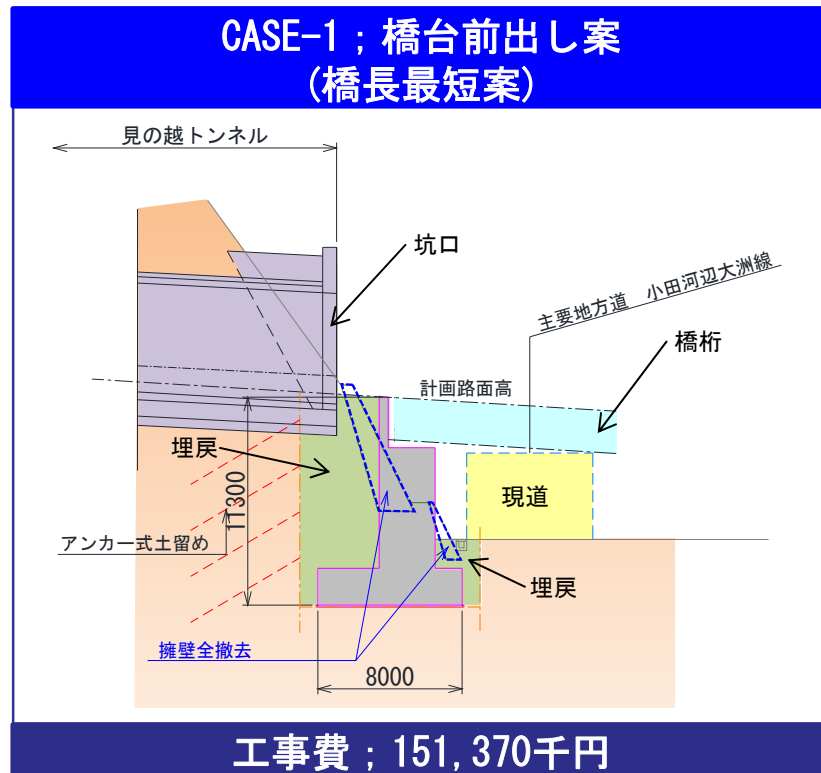 CASE-1；橋台前出し案
(橋長最短案)
見の越トンネル
坑口
主要地方道　小田河辺大洲線
橋桁
計画路面高
埋戻
11300
現道
アンカー式土留め
埋戻
擁壁全撤去
8000
工事費；151,370千円